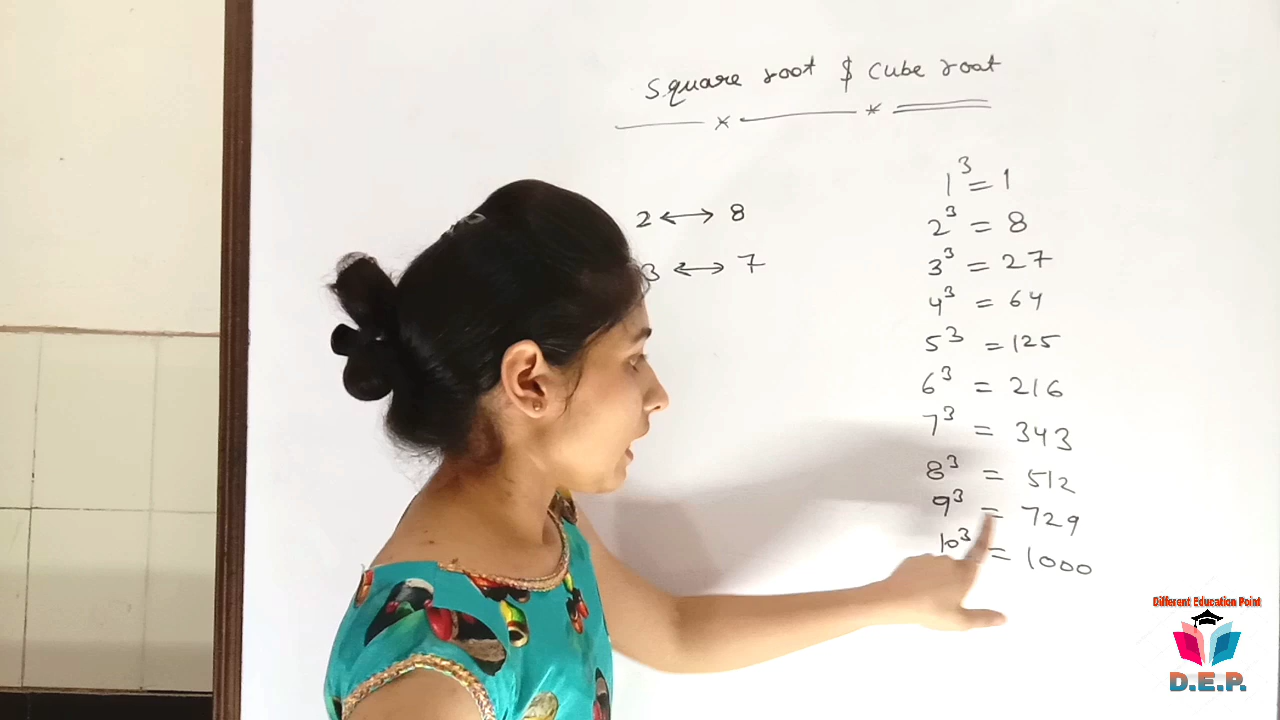 Square root $ Cube root
2 ↔ 8
3 ↔ 7
1³ = 1
2³ = 8
3³ = 27
4³ = 64
5³ = 125
6³ = 216
7³ = 343
8³ = 512
9³ = 729
10³ = 1000
Different Education Point
D.E.P.